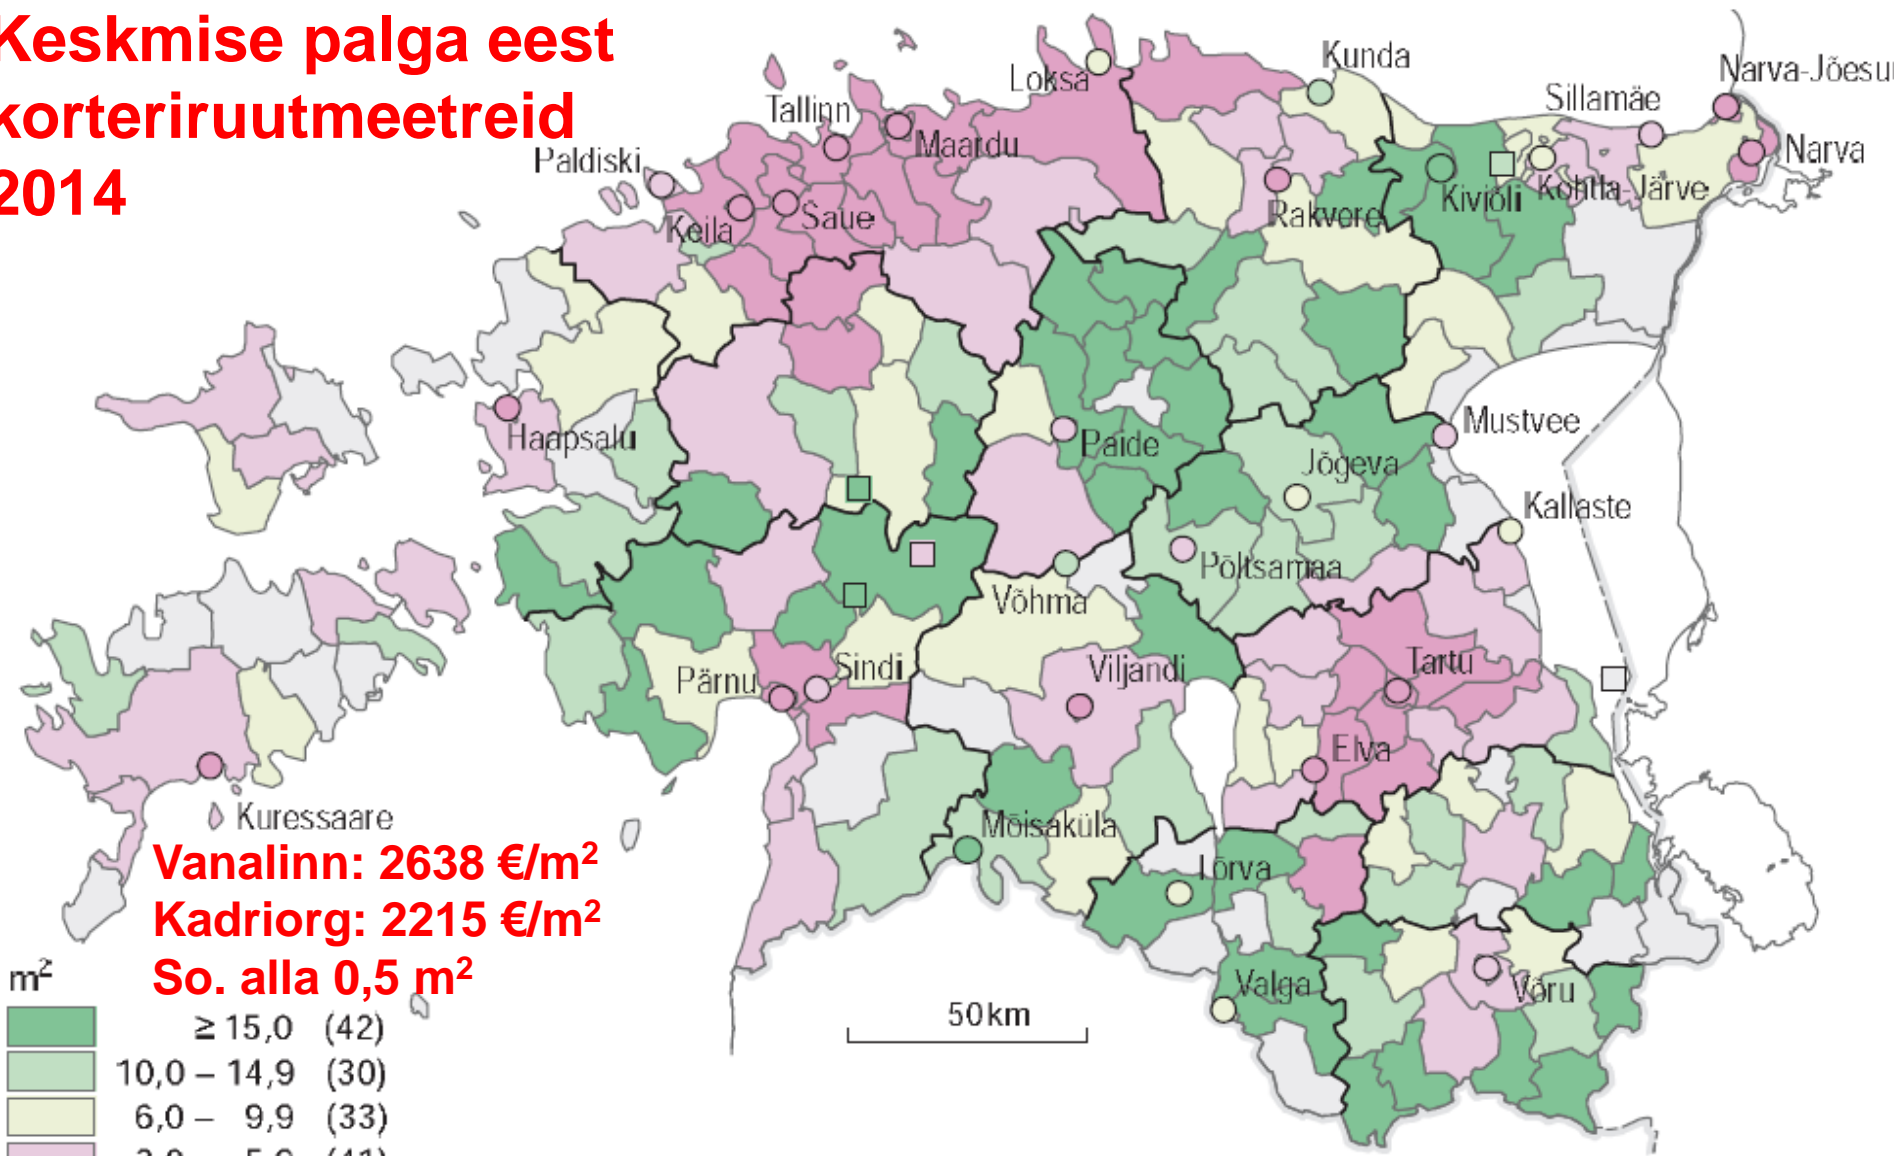 Keskmise palga eest
korteriruutmeetreid
2014
Loksa
Kunda
Narva-Jõesuu
Sillamäe
Tallinn
Maardu
Narva
Paldiski
Kohtla-Järve
Kiviõli
Rakvere
Keila
Saue
Haapsalu
Paide
Mustvee
Jõgeva
Kallaste
Põltsamaa
Võhma
Pärnu
Sindi
Viljandi
Tartu
Elva
Kuressaare
Mõisaküla
Tõrva
Valga
Võru
Vanalinn: 2638 €/m²
Kadriorg: 2215 €/m²
So. alla 0,5 m²
50km
m²
≥ 15,0 (42)
10,0 – 14,9 (30)
6,0 – 9,9 (33)